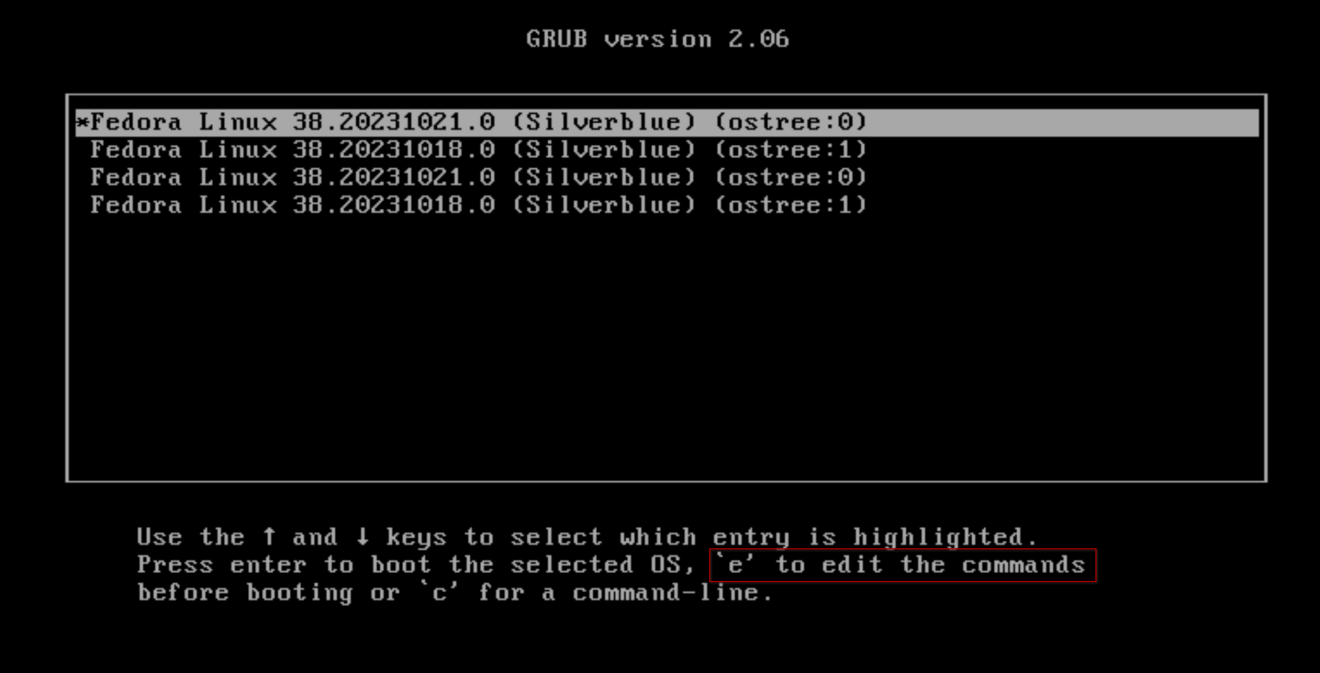 GRUB version 2.06
*Fedora Linux 38.20231021.0 (Silverblue) (ostree:0)
Fedora Linux 38.20231018.0 (Silverblue) (ostree:1)
Fedora Linux 38.20231021.0 (Silverblue) (ostree:0)
Fedora Linux 38.20231018.0 (Silverblue) (ostree:1)
Use the ↑ and ↓ keys to select which entry is highlighted.
Press enter to boot the selected OS, `e' to edit the commands
before booting or `c' for a command-line.